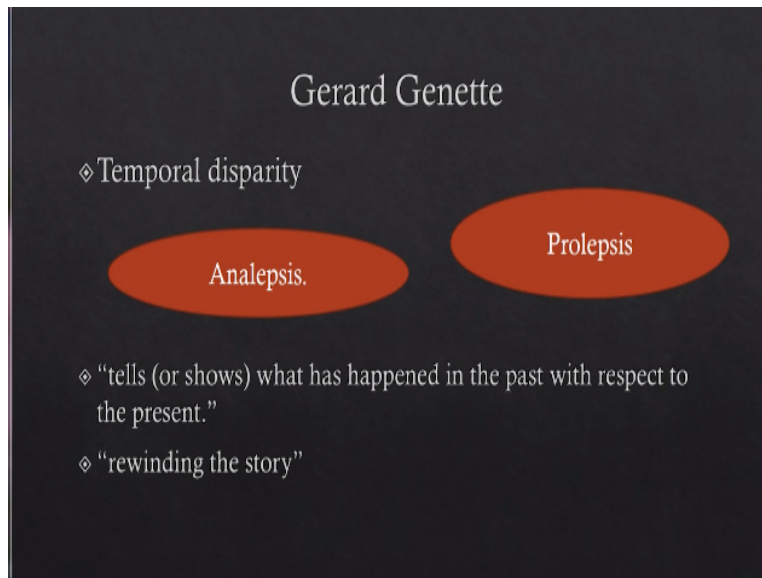 Gerard Genette
Temporal disparity
Prolepsis
Analepsis.
“tells (or shows) what has happened in the past with respect to
the present.”
“rewinding the story”